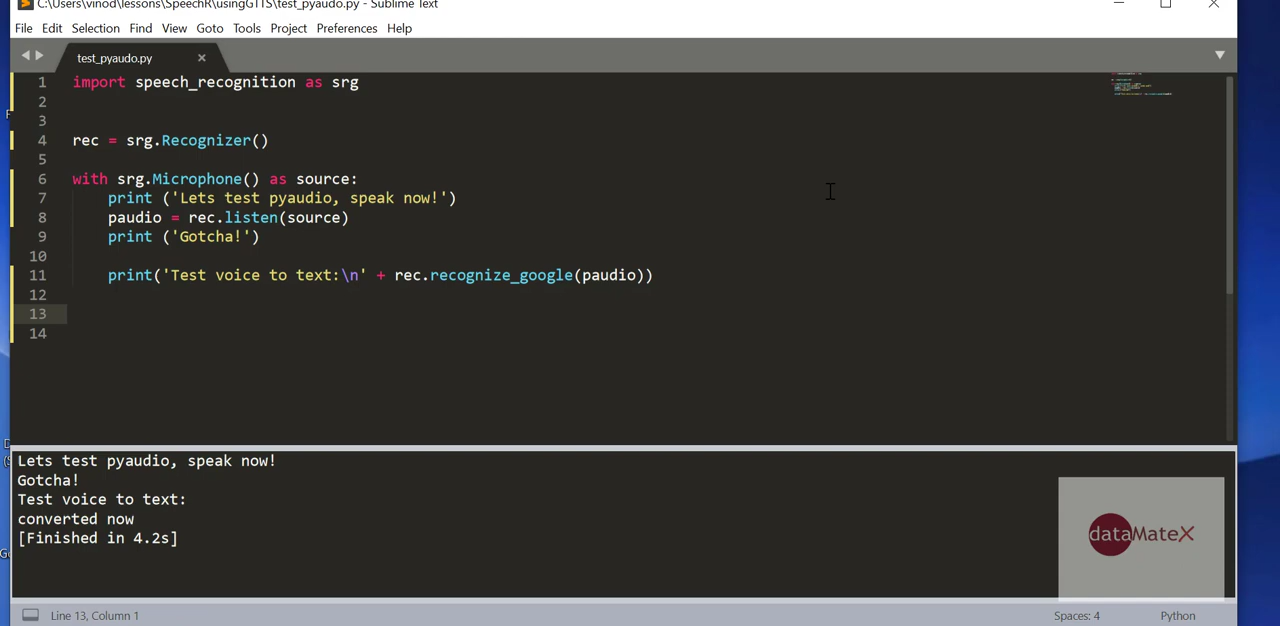 C:\Users\vinod\lessons\SpeechR\usingGTTS\test_pyaudo.py - Sublime Text
File Edit Selection Find View Goto Tools Project Preferences Help
test_pyaudo.py ×
1 import speech_recognition as srg
2
3
4 rec = srg.Recognizer()
5
6 with srg.Microphone() as source:
7     print ('Lets test pyaudio, speak now!')
8     paudio = rec.listen(source)
9     print ('Gotcha!')
10
11     print('Test voice to text:\n' + rec.recognize_google(paudio))
12
13
14
Lets test pyaudio, speak now!
Gotcha!
Test voice to text:
converted now
[Finished in 4.2s]
dataMateX
Line 13, Column 1 Spaces: 4 Python